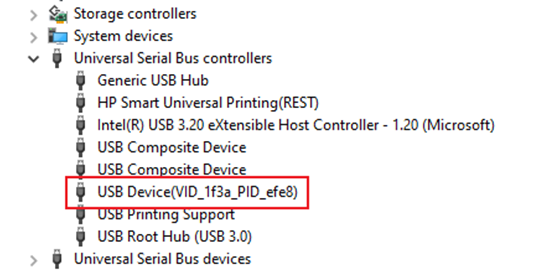 Storage controllers
System devices
Universal Serial Bus controllers
Generic USB Hub
HP Smart Universal Printing(REST)
Intel(R) USB 3.20 eXtensible Host Controller - 1.20 (Microsoft)
USB Composite Device
USB Composite Device
USB Device(VID_1f3a_PID_efe8)
USB Printing Support
USB Root Hub (USB 3.0)
Universal Serial Bus devices